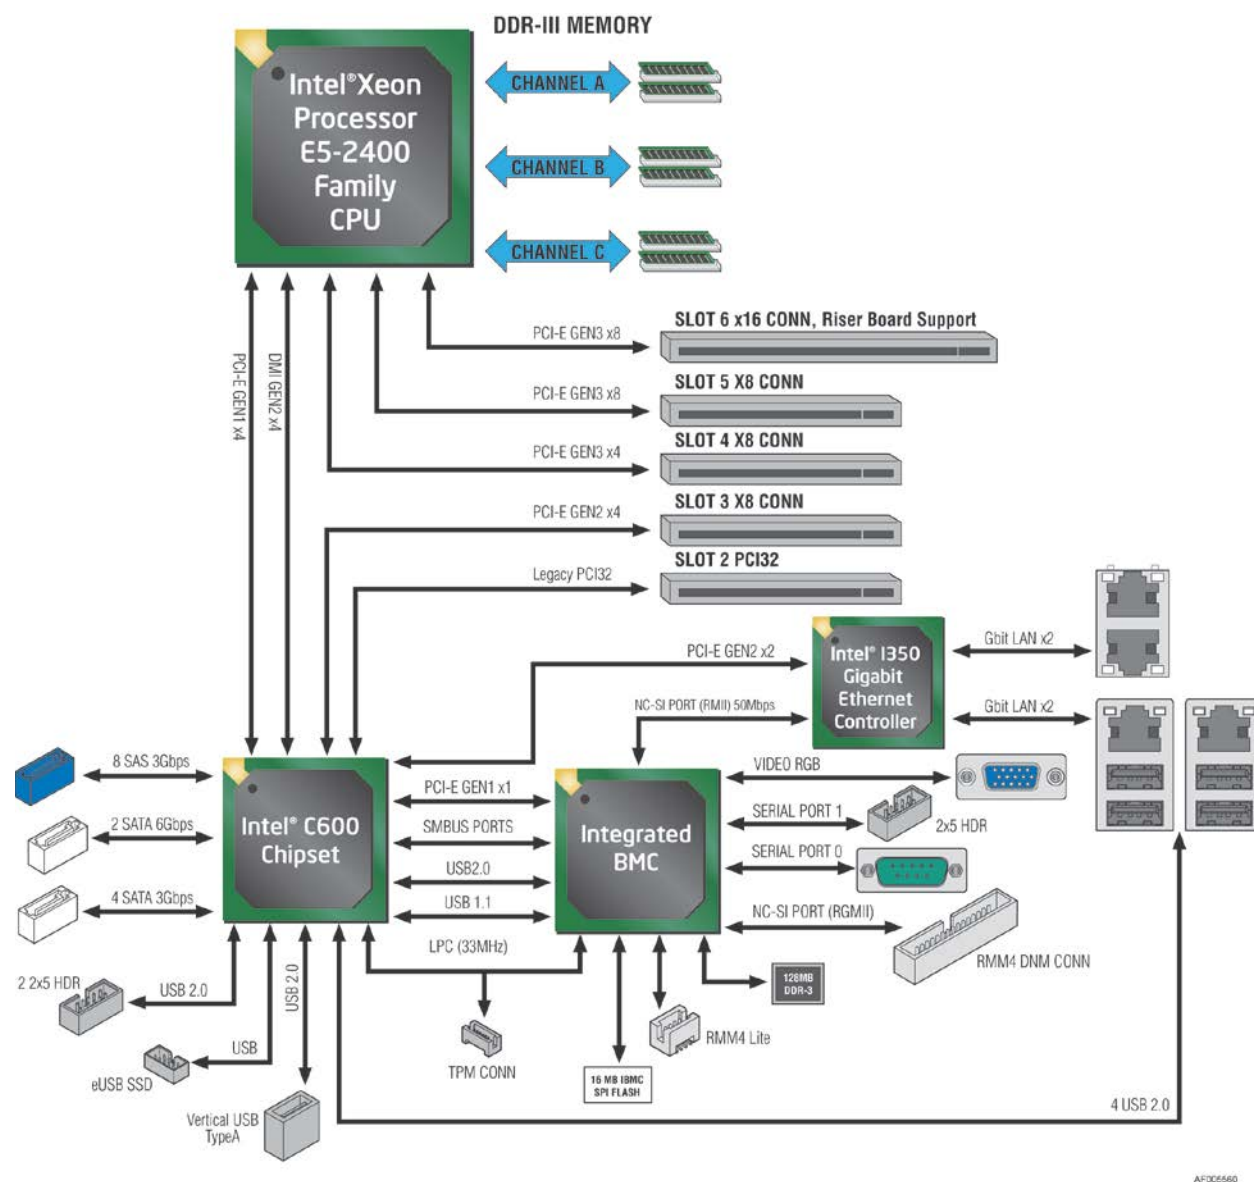 DDR-III MEMORY
Intel®Xeon
Processor
E5-2400
Family
CPU
CHANNEL A
CHANNEL B
CHANNEL C
PCI-E GEN1 x4
DMI GEN2 x4
PCI-E GEN3 x8
SLOT 6 x16 CONN, Riser Board Support
PCI-E GEN3 x8
SLOT 5 X8 CONN
PCI-E GEN3 x4
SLOT 4 X8 CONN
PCI-E GEN2 x4
SLOT 3 X8 CONN
Legacy PCI32
SLOT 2 PCI32
PCI-E GEN2 x2
Intel® I350
Gigabit
Ethernet
Controller
Gbit LAN x2
NC-SI PORT (RMII) 50Mbps
Gbit LAN x2
8 SAS 3Gbps
2 SATA 6Gbps
4 SATA 3Gbps
Intel® C600
Chipset
PCI-E GEN1 x1
SMBUS PORTS
USB2.0
USB 1.1
LPC (33MHz)
Integrated
BMC
VIDEO RGB
SERIAL PORT 1
2x5 HDR
SERIAL PORT 0
NC-SI PORT (RGMII)
RMM4 DNM CONN
2 2x5 HDR
USB 2.0
USB 2.0
USB
eUSB SSD
Vertical USB
TypeA
TPM CONN
16 MB IBMC
SPI FLASH
RMM4 Lite
128MB
DDR-3
4 USB 2.0
AF005560